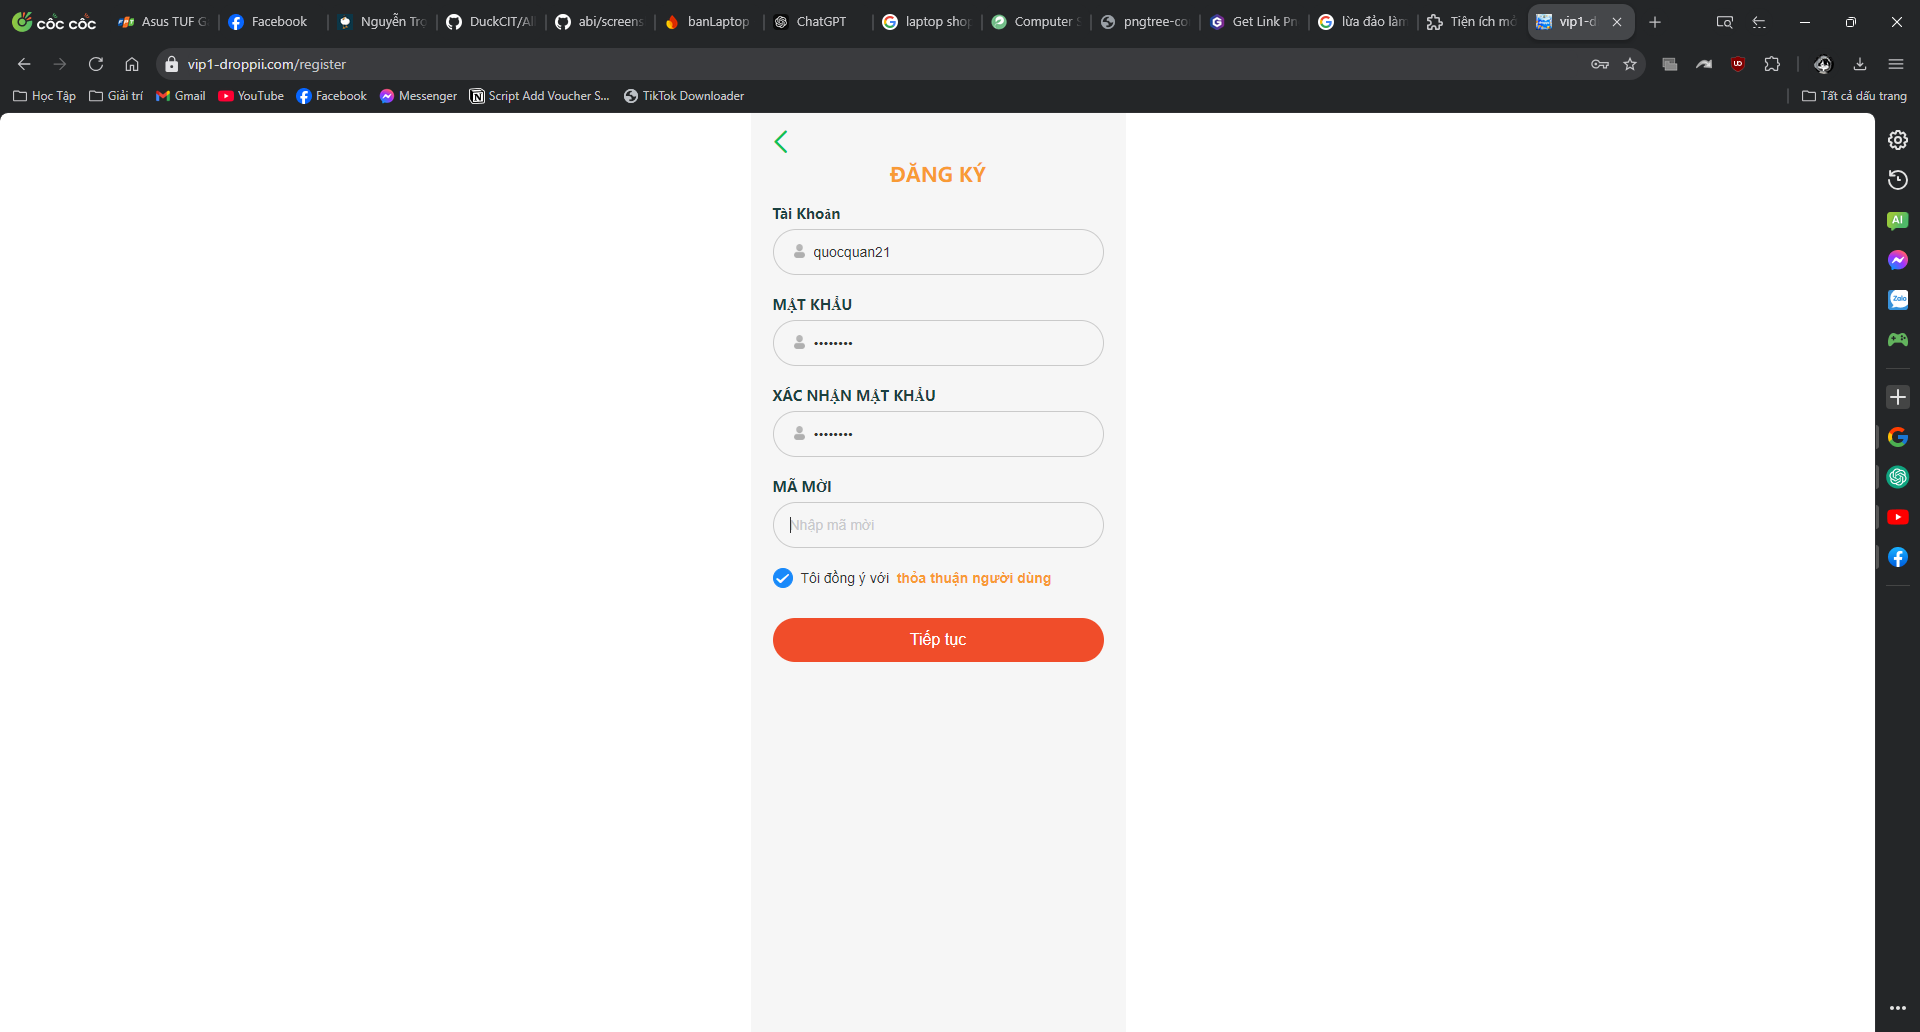 cốc cốc
Asus TUF G
Facebook
Nguyễn Trọ
DuckCIT/All
abi/screens
banLaptop
ChatGPT
laptop shop
Computer S
pngtree-co
Get Link Pn
lừa đảo làm
Tiện ích mở
vip1-d
vip1-droppii.com/register
Học Tập
Giải trí
Gmail
YouTube
Facebook
Messenger
Script Add Voucher S...
TikTok Downloader
Tất cả dấu trang
ĐĂNG KÝ
Tài Khoản
quocquan21
MẬT KHẨU
••••••••
XÁC NHẬN MẬT KHẨU
••••••••
MÃ MỜI
Nhập mã mời
Tôi đồng ý với thỏa thuận người dùng
Tiếp tục
AI
Zalo